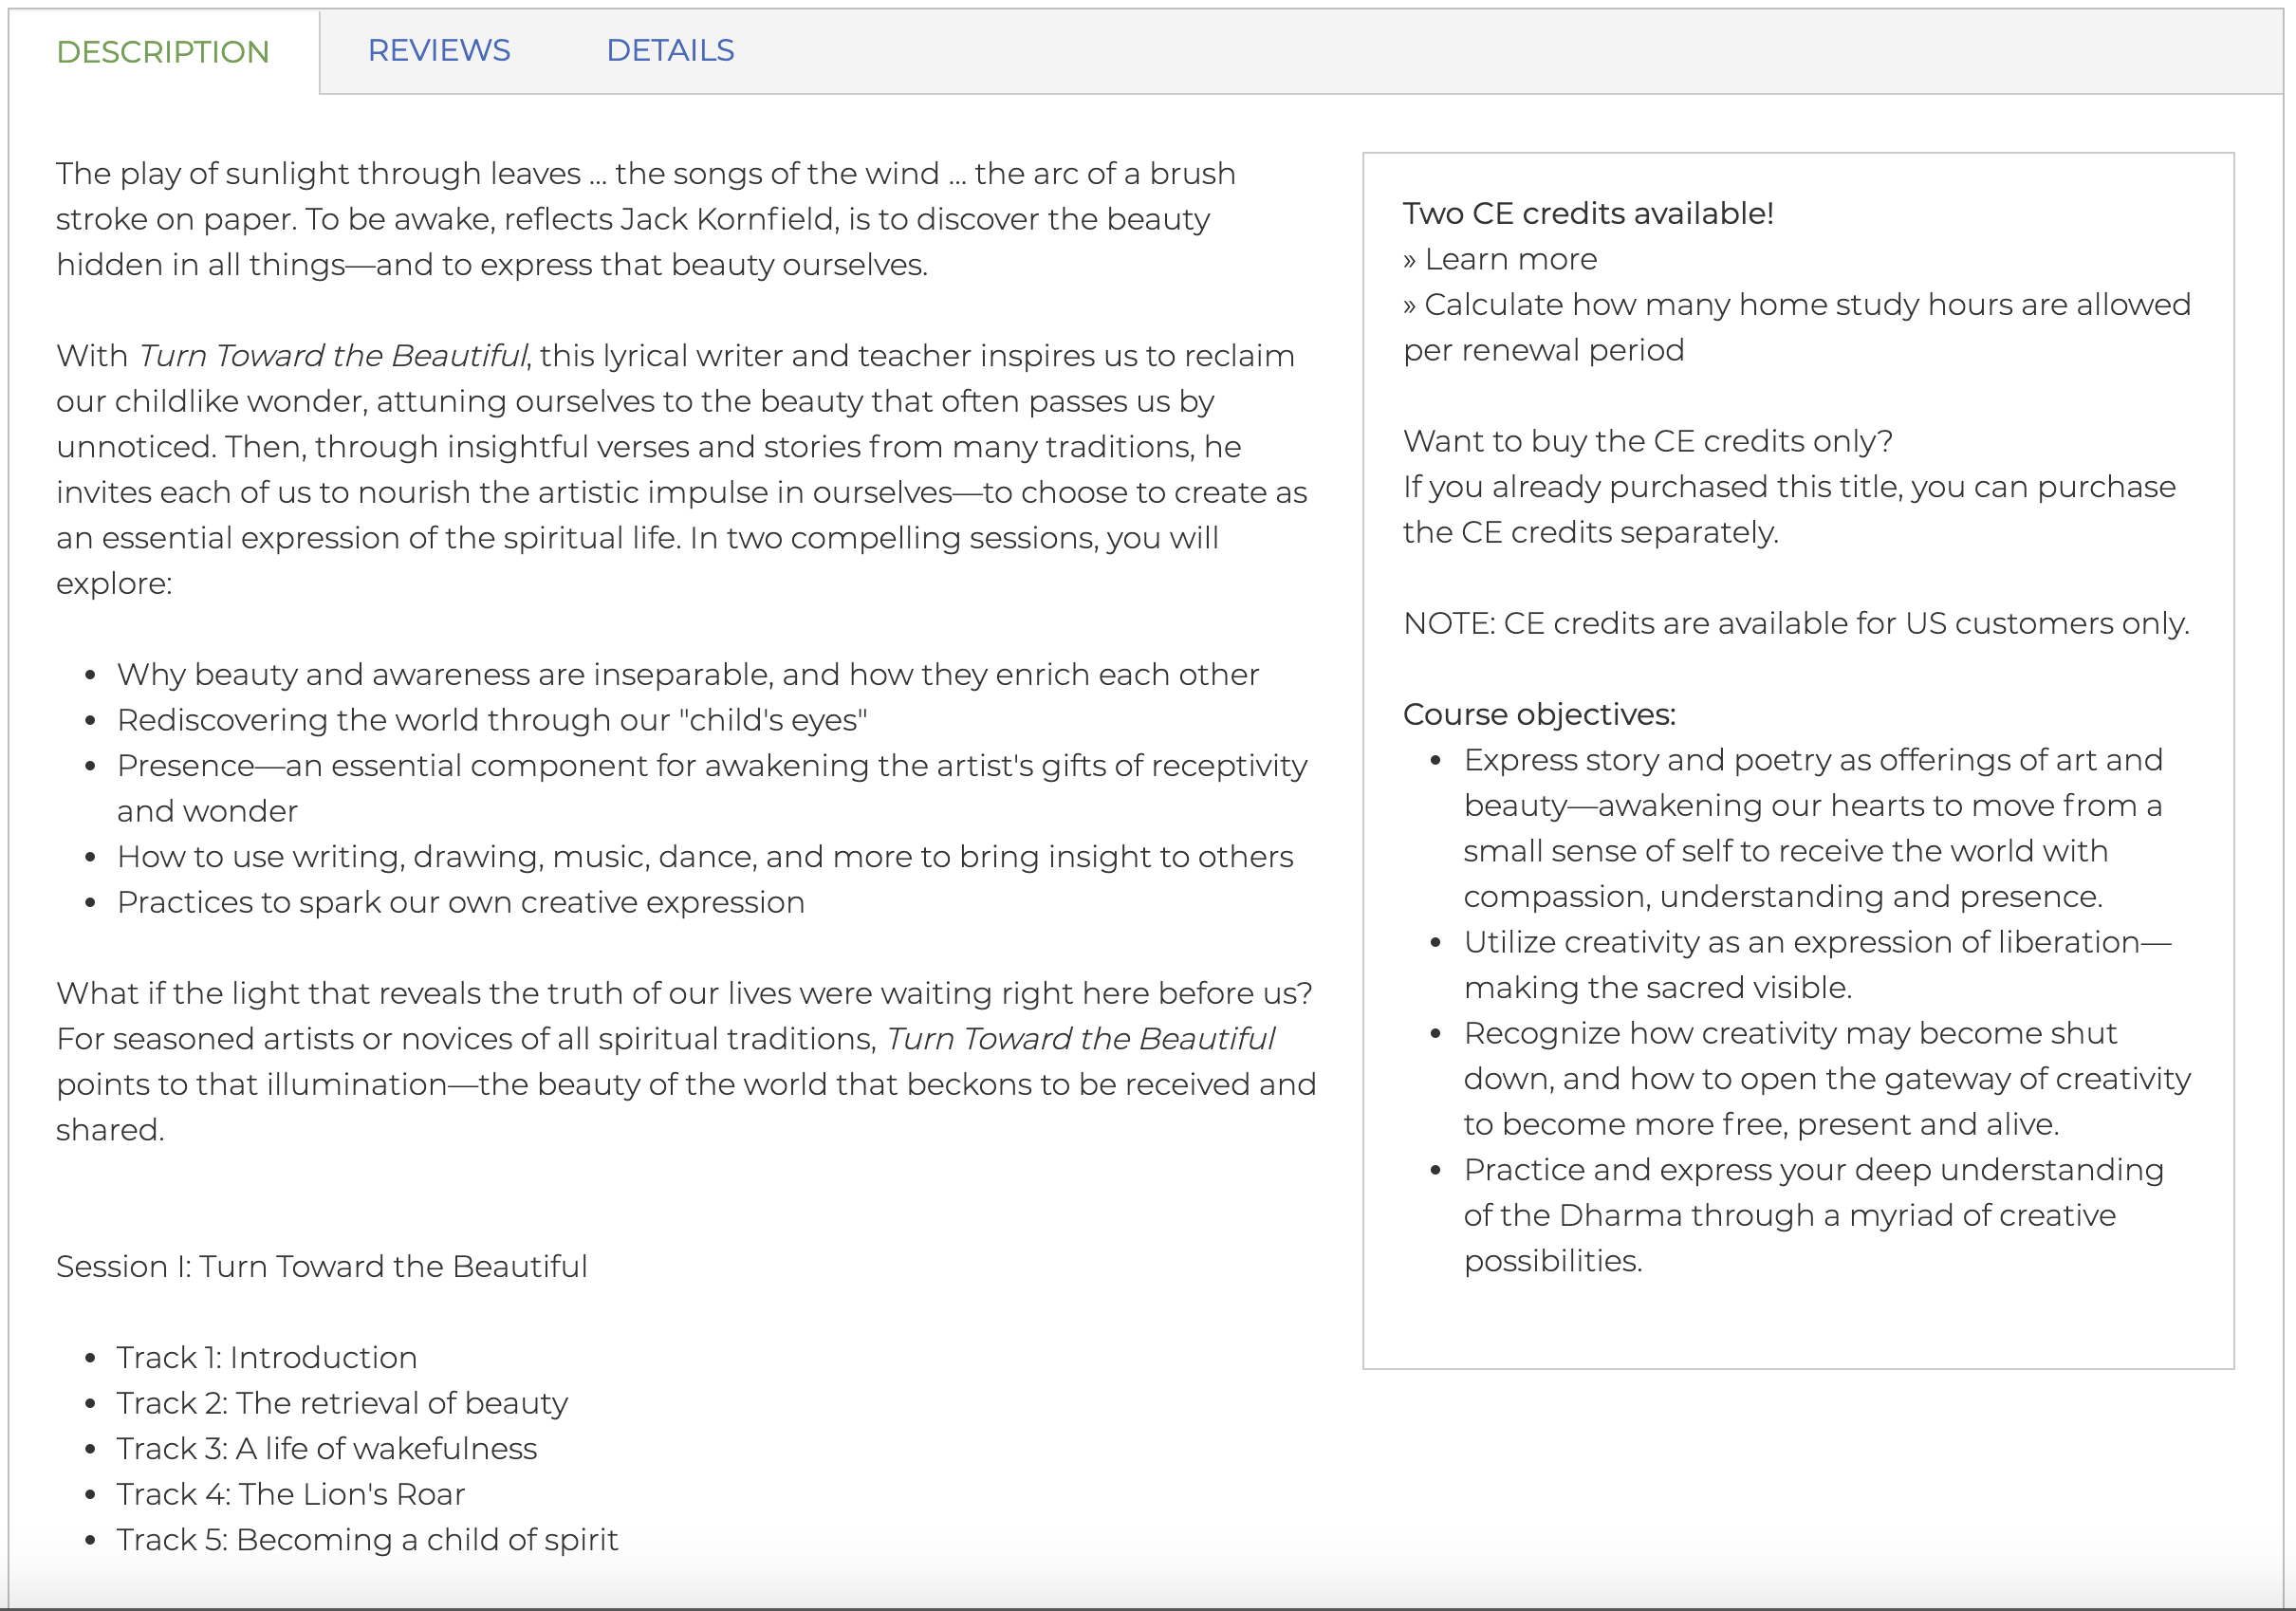 DESCRIPTION
REVIEWS
DETAILS
The play of sunlight through leaves ... the songs of the wind ... the arc of a brush
stroke on paper. To be awake, reflects Jack Kornfield, is to discover the beauty
hidden in all things—and to express that beauty ourselves.
With Turn Toward the Beautiful, this lyrical writer and teacher inspires us to reclaim
our childlike wonder, attuning ourselves to the beauty that often passes us by
unnoticed. Then, through insightful verses and stories from many traditions, he
invites each of us to nourish the artistic impulse in ourselves—to choose to create as
an essential expression of the spiritual life. In two compelling sessions, you will
explore:
• Why beauty and awareness are inseparable, and how they enrich each other
• Rediscovering the world through our "child's eyes"
• Presence—an essential component for awakening the artist's gifts of receptivity
and wonder
• How to use writing, drawing, music, dance, and more to bring insight to others
• Practices to spark our own creative expression
What if the light that reveals the truth of our lives were waiting right here before us?
For seasoned artists or novices of all spiritual traditions, Turn Toward the Beautiful
points to that illumination—the beauty of the world that beckons to be received and
shared.
Session I: Turn Toward the Beautiful
• Track 1: Introduction
• Track 2: The retrieval of beauty
• Track 3: A life of wakefulness
• Track 4: The Lion's Roar
• Track 5: Becoming a child of spirit
Two CE credits available!
» Learn more
» Calculate how many home study hours are allowed
per renewal period
Want to buy the CE credits only?
If you already purchased this title, you can purchase
the CE credits separately.
NOTE: CE credits are available for US customers only.
Course objectives:
• Express story and poetry as offerings of art and
beauty—awakening our hearts to move from a
small sense of self to receive the world with
compassion, understanding and presence.
• Utilize creativity as an expression of liberation—
making the sacred visible.
• Recognize how creativity may become shut
down, and how to open the gateway of creativity
to become more free, present and alive.
• Practice and express your deep understanding
of the Dharma through a myriad of creative
possibilities.